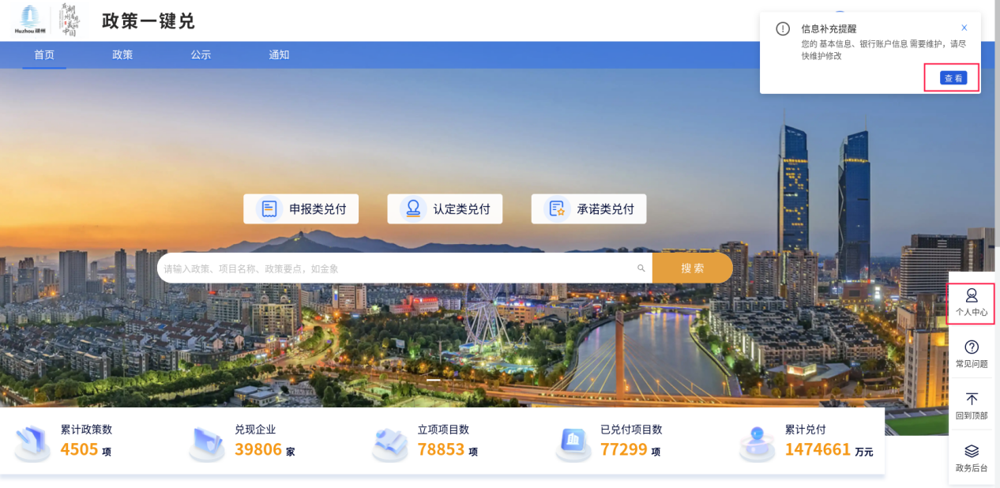 Huzhou 湖州
政策一键兑
首页
政策
公示
通知
信息补充提醒
X
您的 基本信息、银行账户信息 需要维护，请尽
快维护修改
查 看
申报类兑付
认定类兑付
承诺类兑付
请输入政策、项目名称、政策要点，如金象
搜 索
个人中心
常见问题
回到顶部
政务后台
累计政策数
4505 项
兑现企业
39806 家
立项项目数
78853 项
已兑付项目数
77299 项
累计兑付
1474661 万元